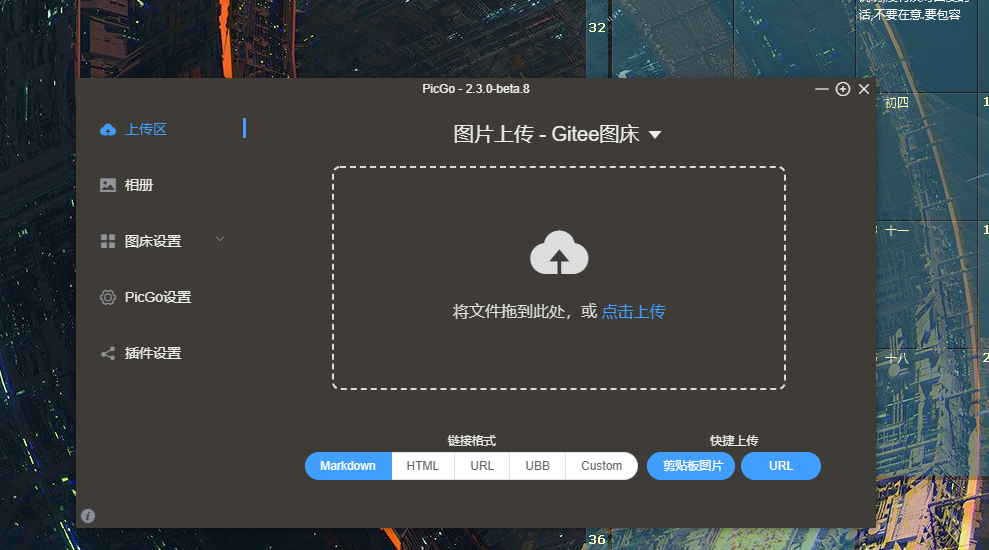 话,不要在意.要包容
32
PicGo - 2.3.0-beta.8
初四
1
上传区
图片上传 - Gitee图床
相册
十一
1
图床设置
将文件拖到此处，或 点击上传
PicGo设置
插件设置
十八
2
链接格式
快捷上传
Markdown
HTML
URL
UBB
Custom
剪贴板图片
URL
36